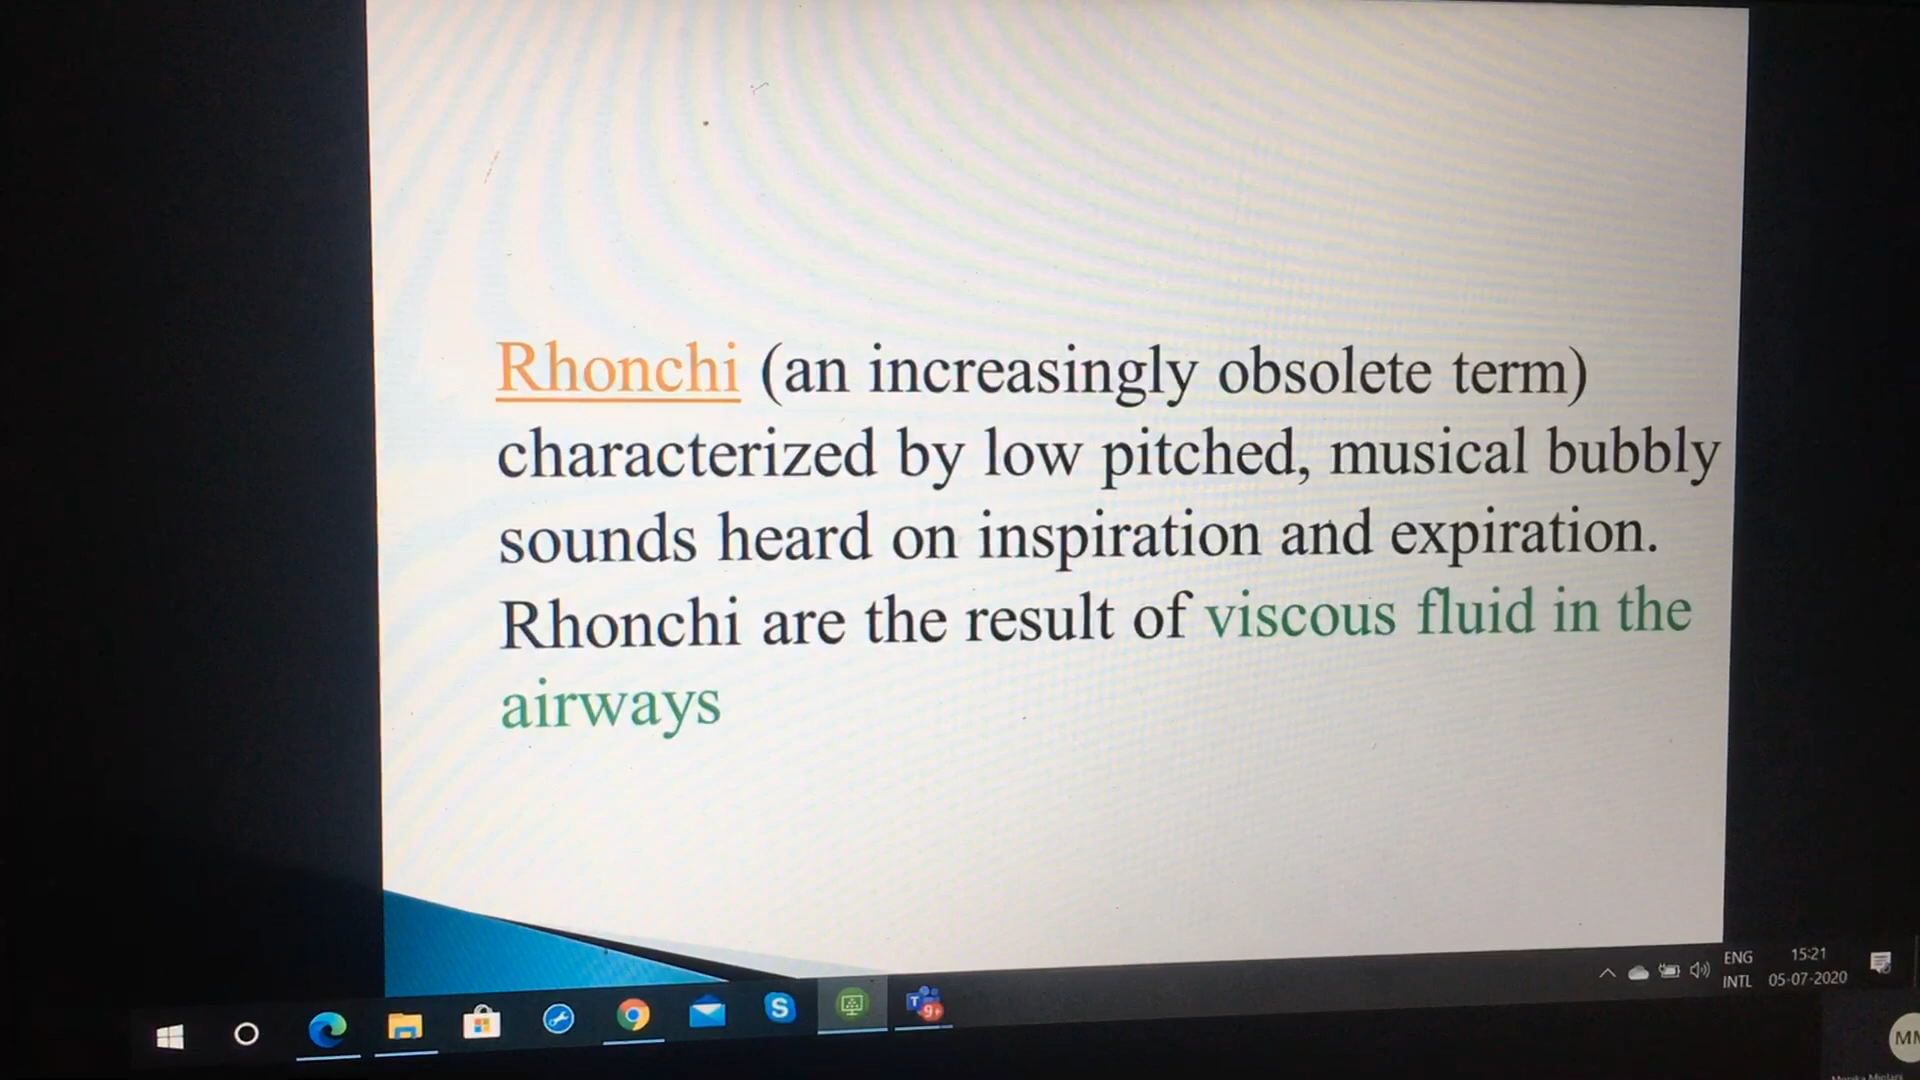 Rhonchi (an increasingly obsolete term)
characterized by low pitched, musical bubbly
sounds heard on inspiration and expiration.
Rhonchi are the result of viscous fluid in the
airways
ENG
INTL
15:21
05-07-2020
S
T
9+